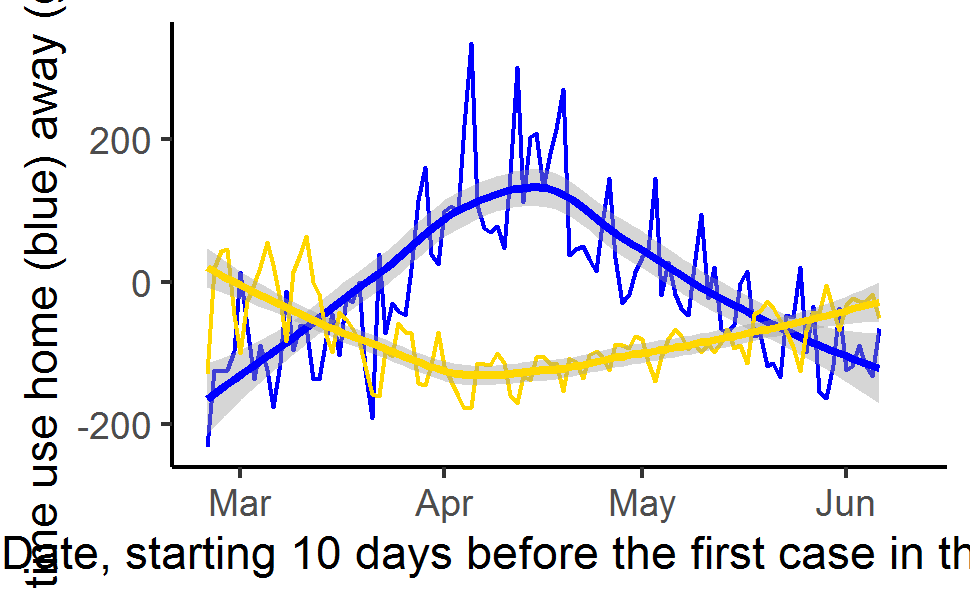 time use home (blue) away (
200
0
-200
Mar Apr May Jun
Date, starting 10 days before the first case in th